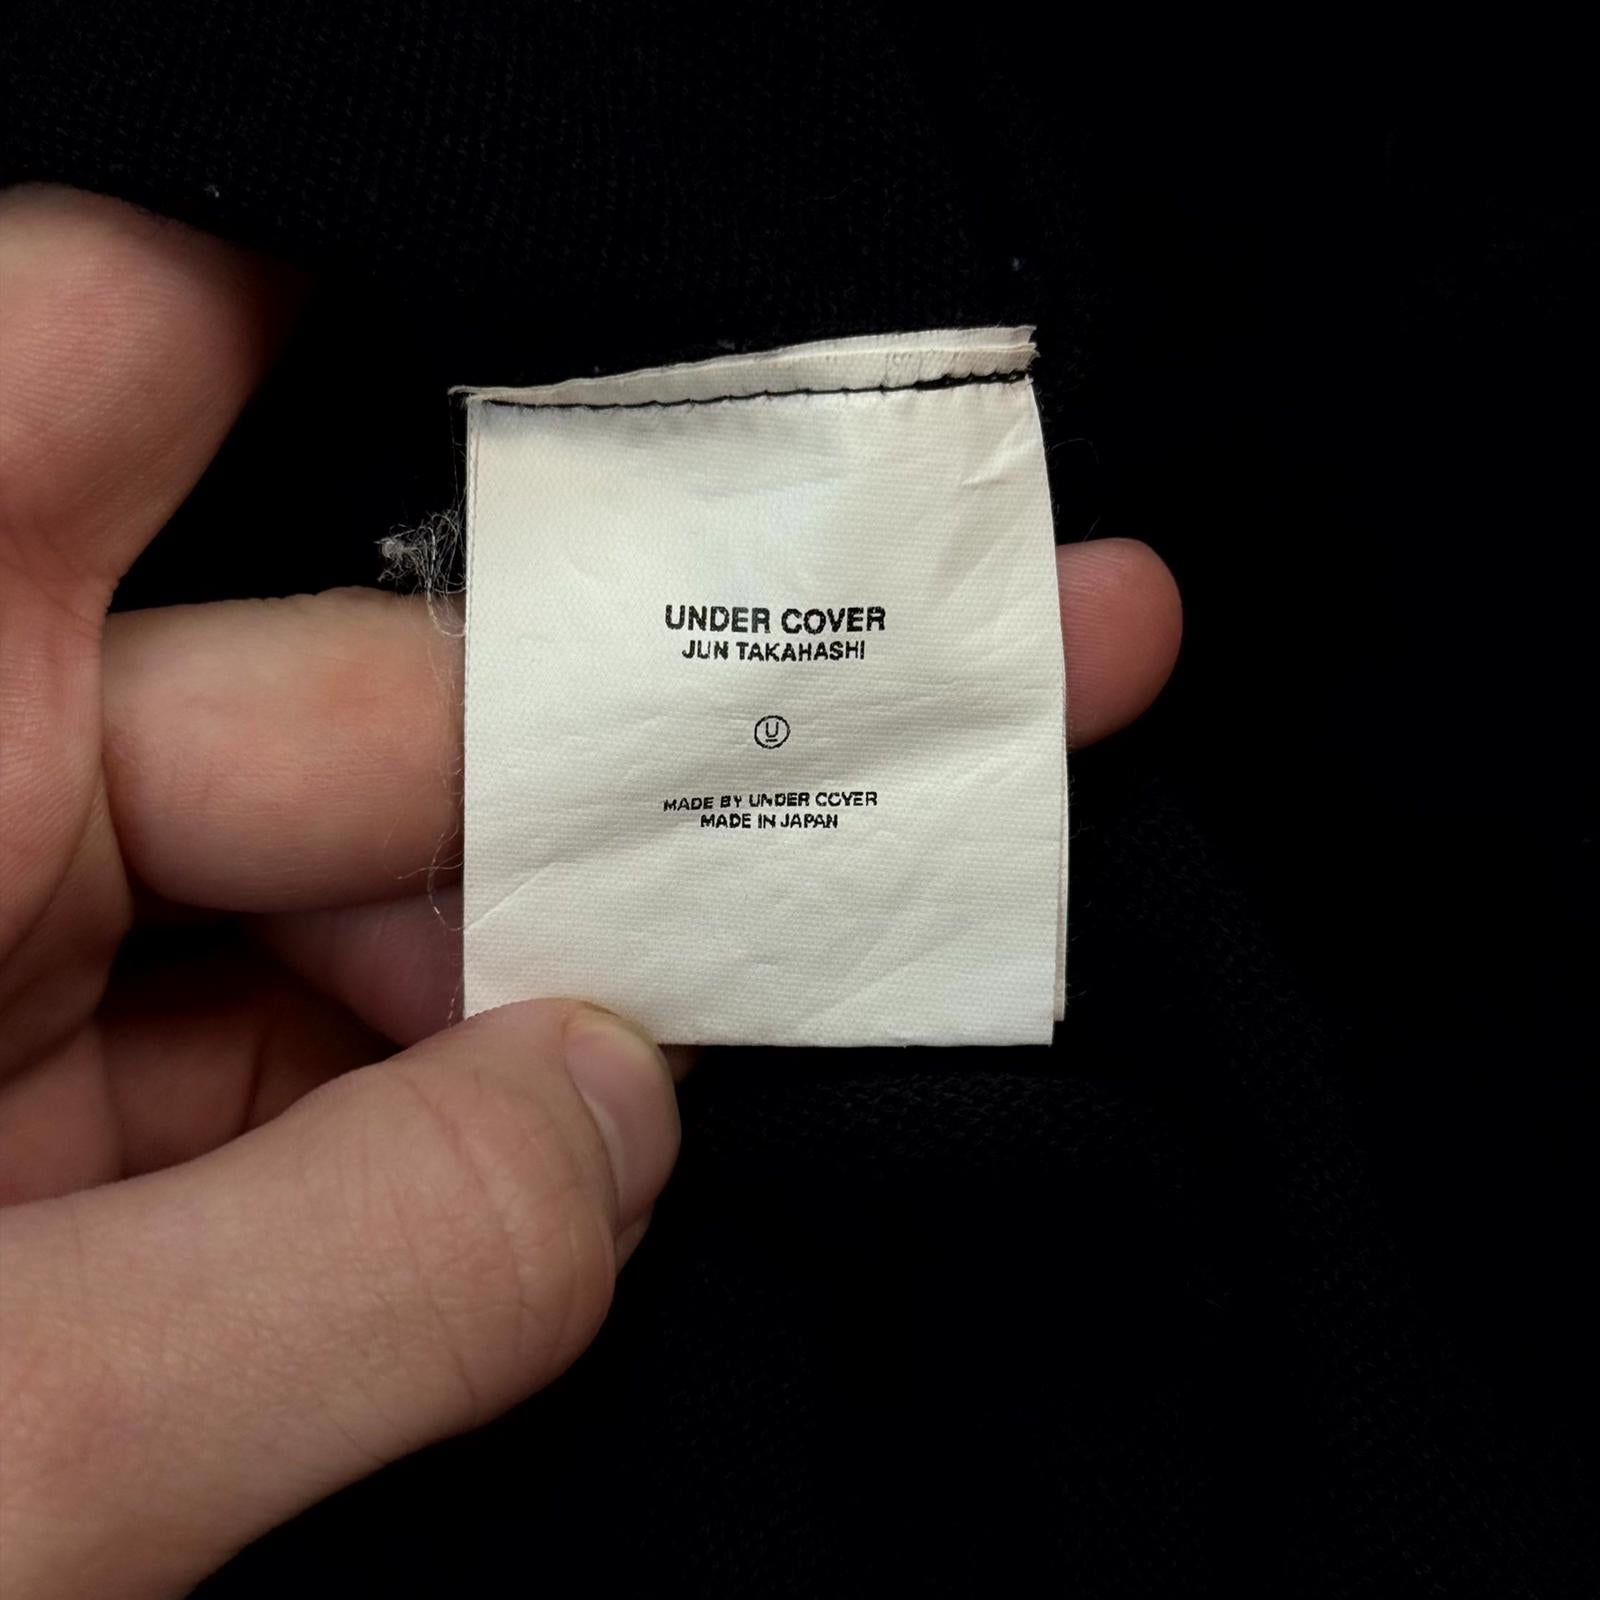 UNDER COVER
JUN TAKAHASHI
U
MADE BY UNDER COVER
MADE IN JAPAN